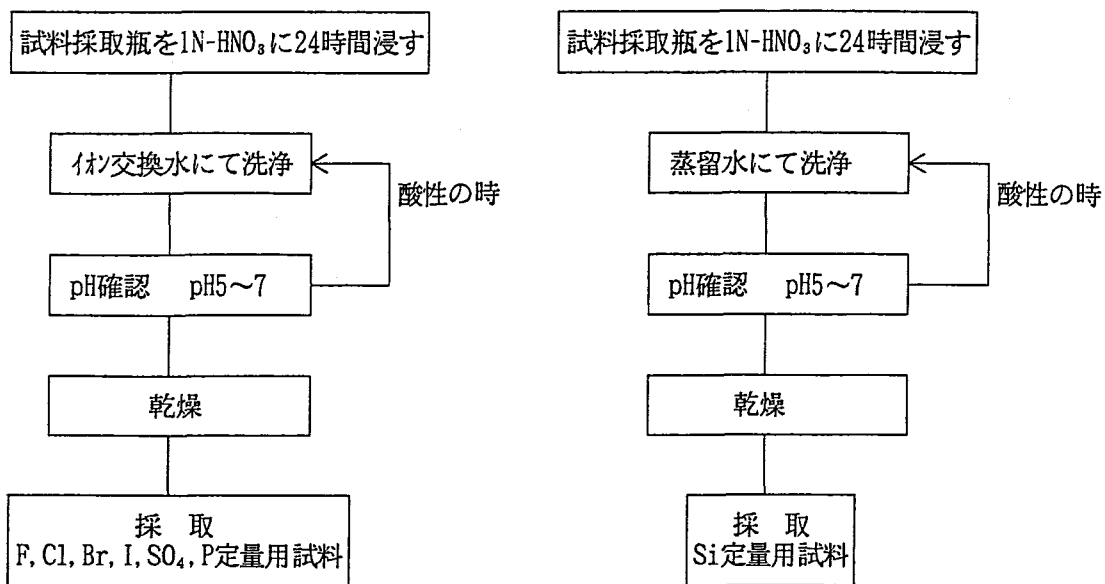 試料採取瓶を1N-HNO₃に24時間浸す
イオン交換水にて洗浄
酸性の時
pH確認 pH5〜7
乾燥
採 取
F, Cl, Br, I, SO₄, P定量用試料
試料採取瓶を1N-HNO₃に24時間浸す
蒸留水にて洗浄
酸性の時
pH確認 pH5〜7
乾燥
採 取
Si定量用試料